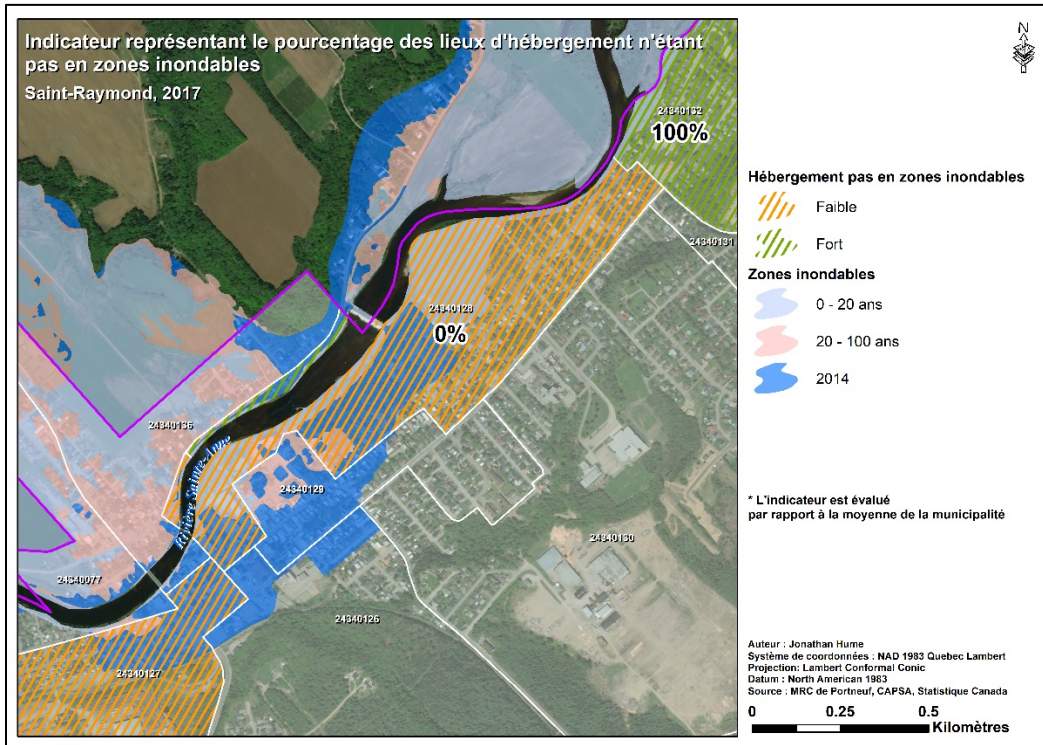 Indicateur représentant le pourcentage des lieux d'hébergement n'étant
pas en zones inondables
Saint-Raymond, 2017
N
24340132
100%
24340131
24340128
0%
24340136
Rivière Sainte-Anne
24340129
24340130
24340077
24340126
24340127
Hébergement pas en zones inondables
Faible
Fort
Zones inondables
0 - 20 ans
20 - 100 ans
2014
* L'indicateur est évalué
par rapport à la moyenne de la municipalité
Auteur : Jonathan Hume
Système de coordonnées : NAD 1983 Quebec Lambert
Projection: Lambert Conformal Conic
Datum : North American 1983
Source : MRC de Portneuf, CAPSA, Statistique Canada
0 0.25 0.5
Kilomètres